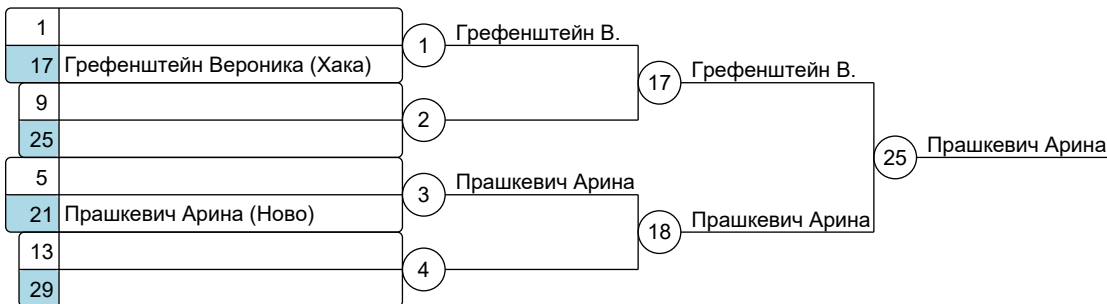 1
17 Грефенштейн Вероника (Хака)
1 Грефенштейн В.
9
25
2
17 Грефенштейн В.
5
21 Прашкевич Арина (Ново)
3 Прашкевич Арина
13
29
4
18 Прашкевич Арина
25 Прашкевич Арина